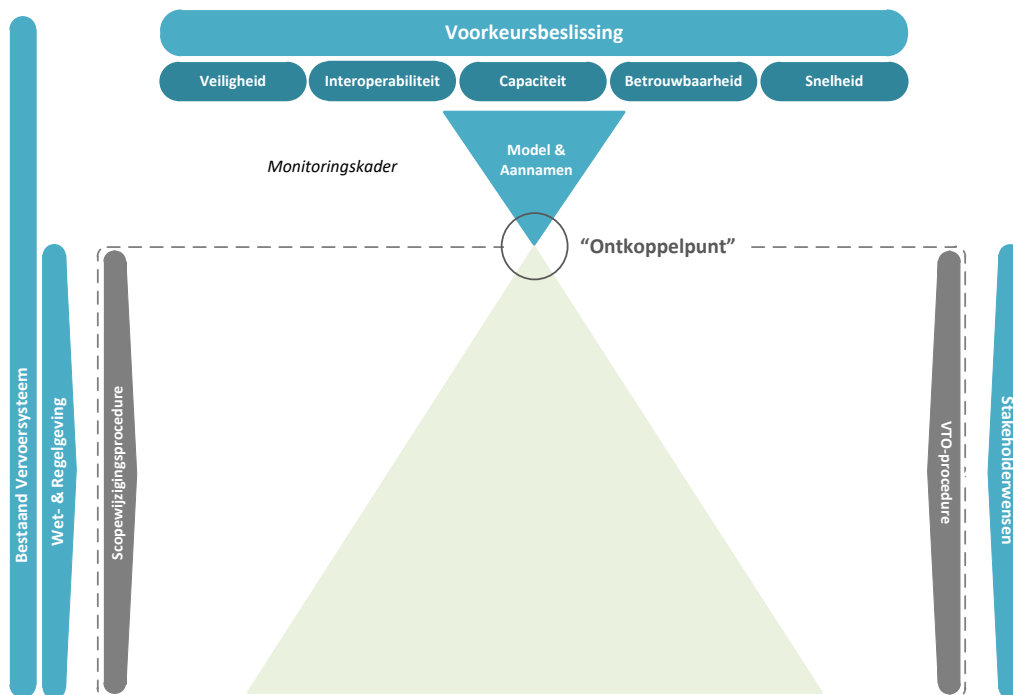 Voorkeursbeslissing
Veiligheid
Interoperabiliteit
Capaciteit
Betrouwbaarheid
Snelheid
Model &
Aannamen
Monitoringskader
“Ontkoppelpunt”
Bestaand Vervoersysteem
Wet- & Regelgeving
Scopewijzigingsprocedure
VTO-procedure
Stakeholderwensen